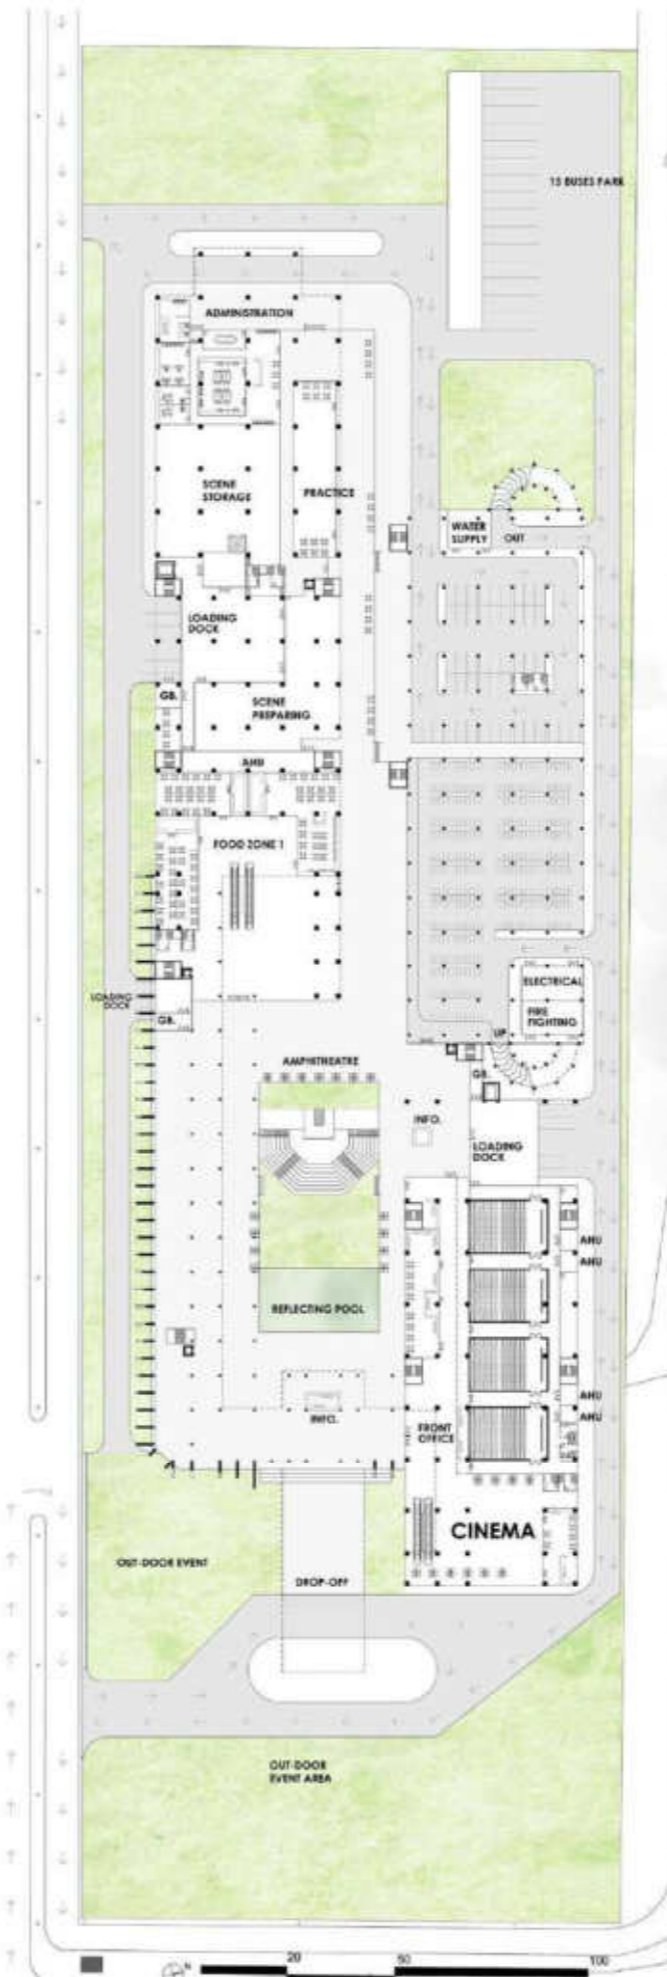 15 BUSES PARK
ADMINISTRATION
SCENE
STORAGE
PRACTICE
WATER
SUPPLY
OUT
LOADING
DOCK
GB.
SCENE
PREPARING
AHU
FOOD ZONE 1
ELECTRICAL
LOADING
DOCK
GB.
FIRE
FIGHTING
UP
AMPHITHEATRE
GB.
INFO.
LOADING
DOCK
AHU
AHU
REFLECTING POOL
AHU
INFO.
FRONT
OFFICE
AHU
CINEMA
OUT-DOOR EVENT
DROP-OFF
OUT-DOOR
EVENT AREA
N
20
50
100